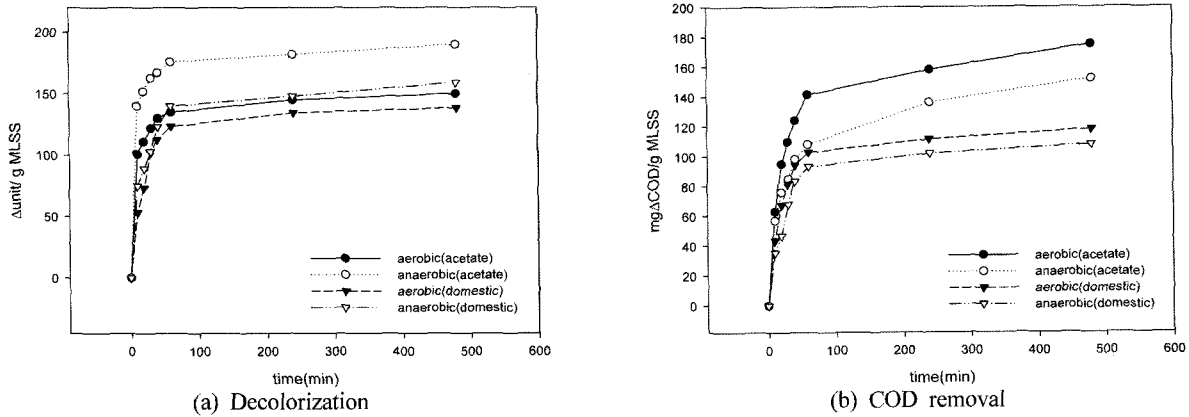 200
150
100
50
0
Δunit/ g MLSS
aerobic(acetate)
anaerobic(acetate)
aerobic(domestic)
anaerobic(domestic)
0 100 200 300 400 500 600
time(min)
(a) Decolorization
200
180
160
140
120
100
80
60
40
20
0
mgΔCOD/g MLSS
aerobic(acetate)
anaerobic(acetate)
aerobic(domestic)
anaerobic(domestic)
0 100 200 300 400 500 600
time(min)
(b) COD removal